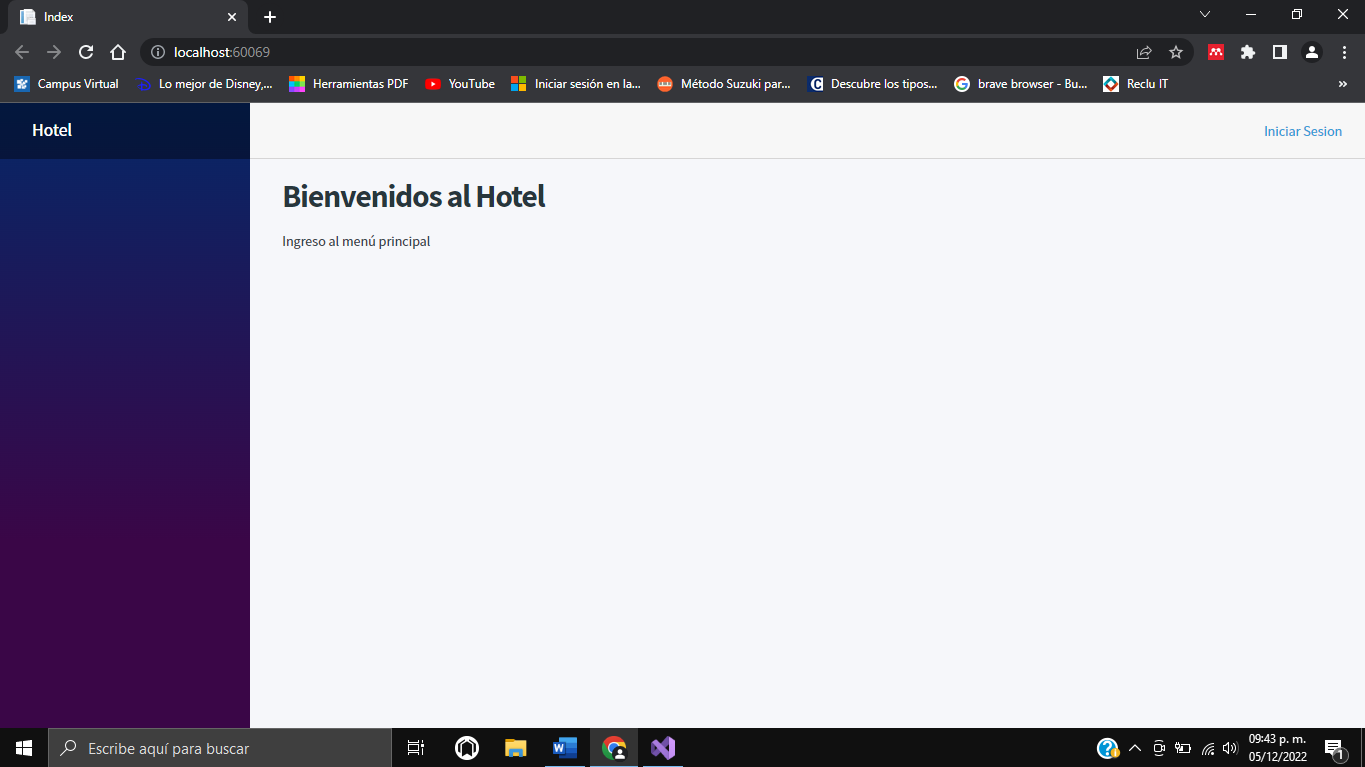 Index
localhost:60069
Campus Virtual
Lo mejor de Disney,...
Herramientas PDF
YouTube
Iniciar sesión en la...
Método Suzuki par...
Descubre los tipos...
brave browser - Bu...
Reclu IT
»
Hotel
Iniciar Sesion
Bienvenidos al Hotel
Ingreso al menú principal
Escribe aquí para buscar
09:43 p. m.
05/12/2022
1